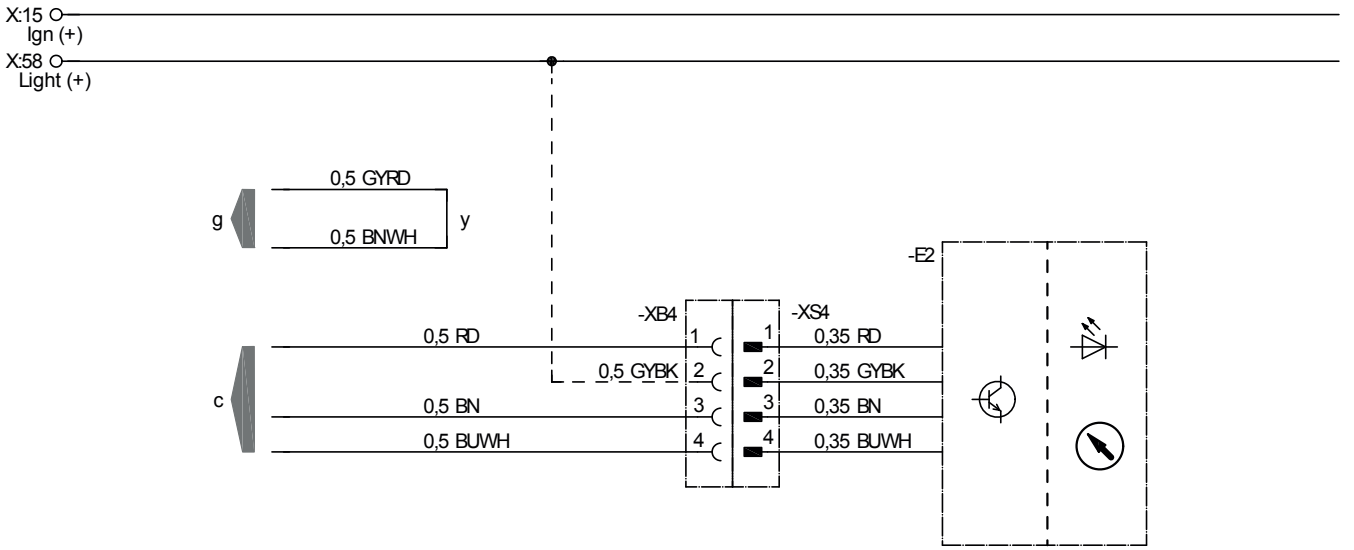 X:15
Ign (+)
X:58
Light (+)
0,5 GYRD
g
y
0,5 BNWH
-E2
-XB4
-XS4
0,5 RD
1
1
0,35 RD
0,5 GYBK
2
2
0,35 GYBK
c
0,5 BN
3
3
0,35 BN
0,5 BUWH
4
4
0,35 BUWH